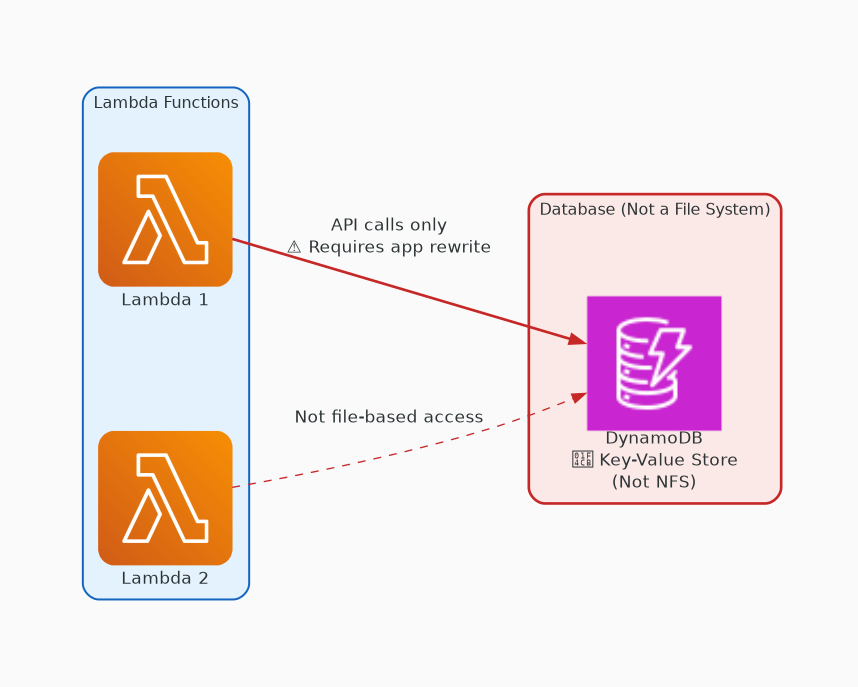 Lambda Functions
Lambda 1
Lambda 2
API calls only
⚠ Requires app rewrite
Not file-based access
Database (Not a File System)
DynamoDB
01F4CB Key-Value Store
(Not NFS)